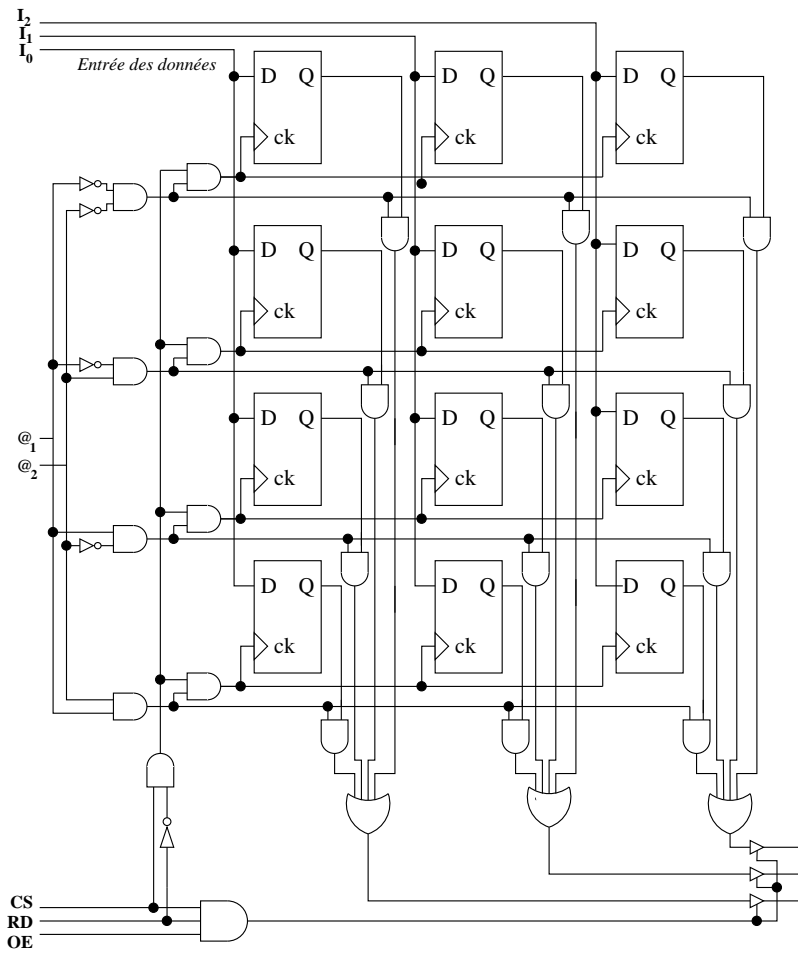 I2
I1
I0
Entrée des données
D Q D Q D Q
ck ck ck
D Q D Q D Q
ck ck ck
@1
@2
D Q D Q D Q
ck ck ck
D Q D Q D Q
ck ck ck
CS
RD
OE